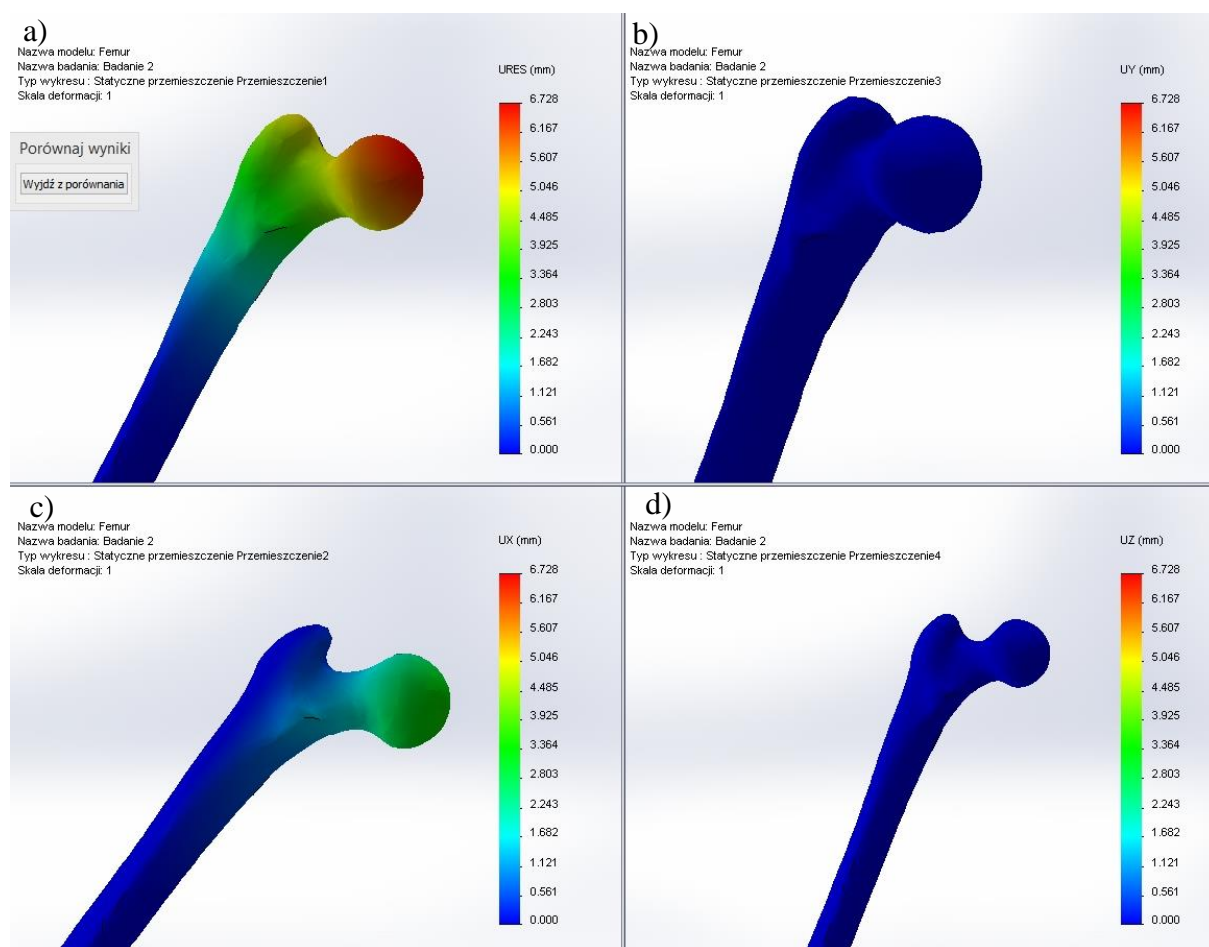 a)
Nazwa modelu: Femur
Nazwa badania: Badanie 2
Typ wykresu : Statyczne przemieszczenie Przemieszczenie1
Skala deformacji: 1
Porównaj wyniki
Wyjdź z porównania
URES (mm)
6.728
6.167
5.607
5.046
4.485
3.925
3.364
2.803
2.243
1.682
1.121
0.561
0.000
b)
Nazwa modelu: Femur
Nazwa badania: Badanie 2
Typ wykresu : Statyczne przemieszczenie Przemieszczenie3
Skala deformacji: 1
UY (mm)
6.728
6.167
5.607
5.046
4.485
3.925
3.364
2.803
2.243
1.682
1.121
0.561
0.000
c)
Nazwa modelu: Femur
Nazwa badania: Badanie 2
Typ wykresu : Statyczne przemieszczenie Przemieszczenie2
Skala deformacji: 1
UX (mm)
6.728
6.167
5.607
5.046
4.485
3.925
3.364
2.803
2.243
1.682
1.121
0.561
0.000
d)
Nazwa modelu: Femur
Nazwa badania: Badanie 2
Typ wykresu : Statyczne przemieszczenie Przemieszczenie4
Skala deformacji: 1
UZ (mm)
6.728
6.167
5.607
5.046
4.485
3.925
3.364
2.803
2.243
1.682
1.121
0.561
0.000